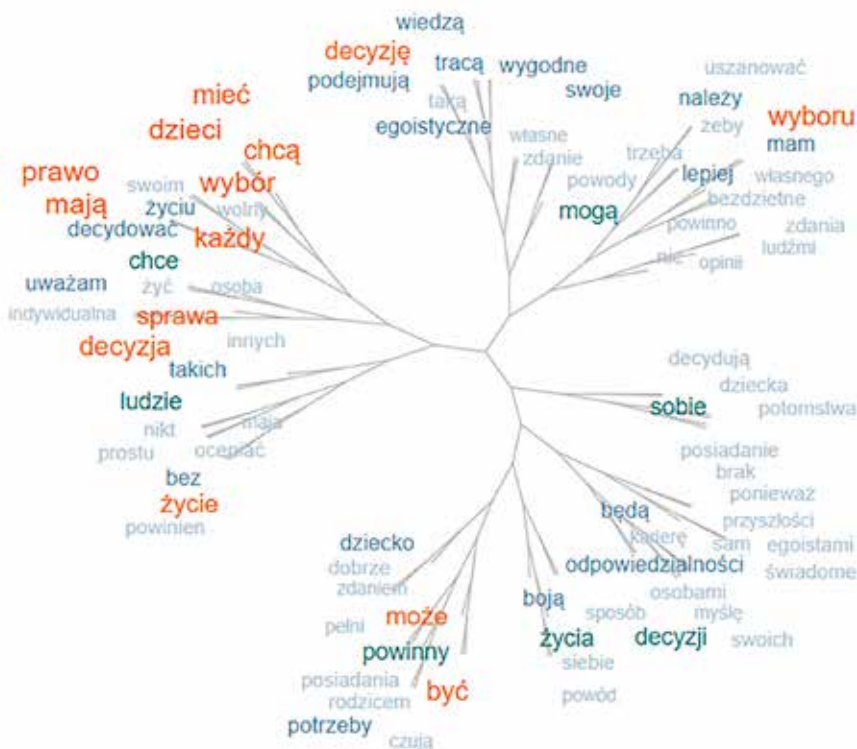 wiedzą
decyzję
tracą
wygodne
podejmują
swoje
uszanować
mieć
taką
należy
dzieci
egoistyczne
własne
żeby
wyboru
chcą
zdanie
trzeba
mam
prawo
swoim
wybór
powody
lepiej
własnego
mają
życiu
wolny
mogą
bezdzietne
decydować
każdy
powinno
zdania
chce
nie
opinii
ludźmi
uważam
żyć
osoba
indywidualna
sprawa
decyzja
innych
takich
decydują
ludzie
sobie
dziecka
potomstwa
nikt
maja
prostu
oceniać
posiadanie
bez
brak
życie
ponieważ
powinien
będą
przyszłości
dziecko
karierę
sam
egoistami
dobrze
odpowiedzialności
świadome
zdaniem
boją
osobami
może
sposób
myślę
pełni
powinny
życia
decyzji
swoich
posiadania
siebie
rodzicem
być
powód
potrzeby
czują